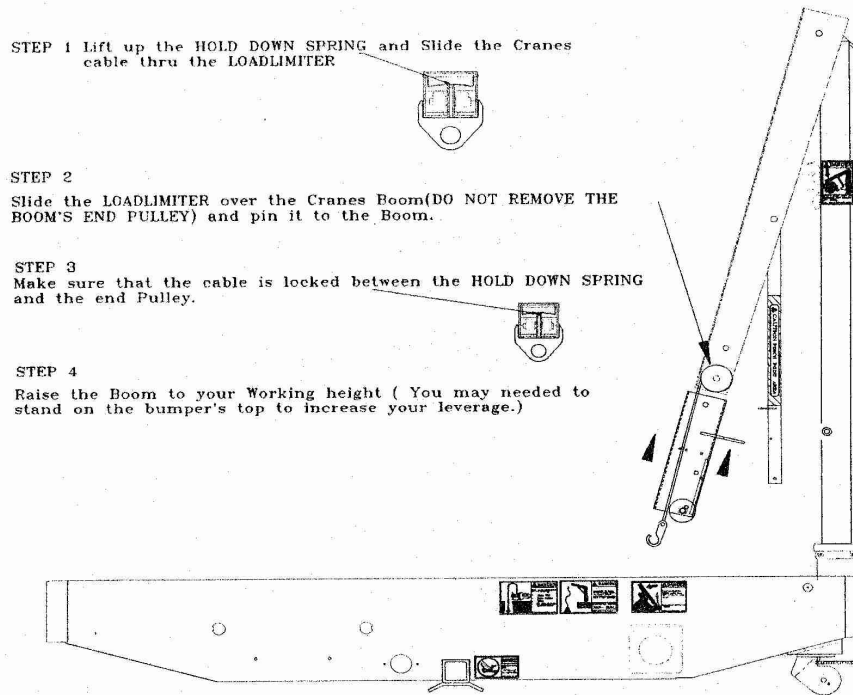 STEP 1 Lift up the HOLD DOWN SPRING and Slide the Cranes
cable thru the LOADLIMITER
STEP 2
Slide the LOADLIMITER over the Cranes Boom(DO NOT REMOVE THE
BOOM'S END PULLEY) and pin it to the Boom.
STEP 3
Make sure that the cable is locked between the HOLD DOWN SPRING
and the end Pulley.
STEP 4
Raise the Boom to your Working height ( You may needed to
stand on the bumper's top to increase your leverage.)